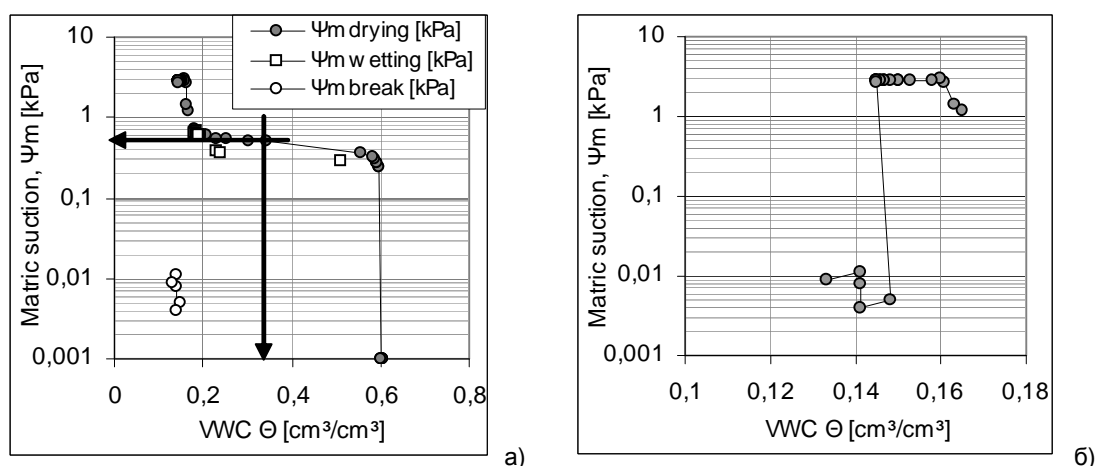 Ψm drying [kPa]
Ψm wetting [kPa]
Ψm break [kPa]
Matric suction, Ψm [kPa]
10
1
0,1
0,01
0,001
0
0,2
0,4
0,6
0,8
VWC Θ [cm³/cm³]
а)
Matric suction, Ψm [kPa]
10
1
0,1
0,01
0,001
0,1
0,12
0,14
0,16
0,18
VWC Θ [cm³/cm³]
б)